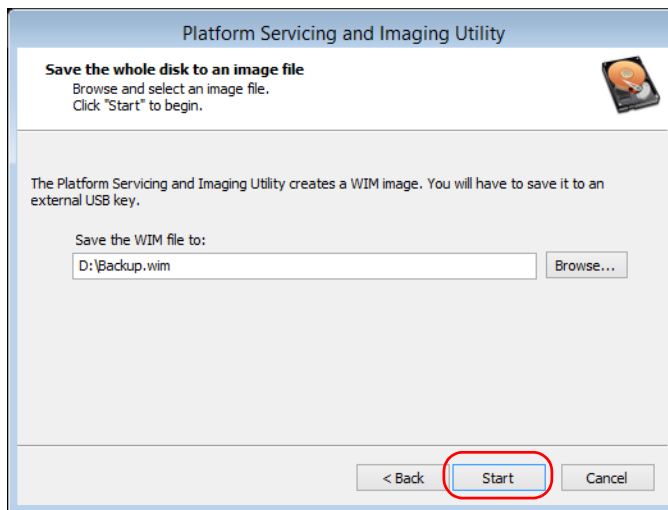 Platform Servicing and Imaging Utility
Save the whole disk to an image file
Browse and select an image file.
Click "Start" to begin.
The Platform Servicing and Imaging Utility creates a WIM image. You will have to save it to an
external USB key.
Save the WIM file to:
D:\Backup.wim
Browse...
< Back
Start
Cancel